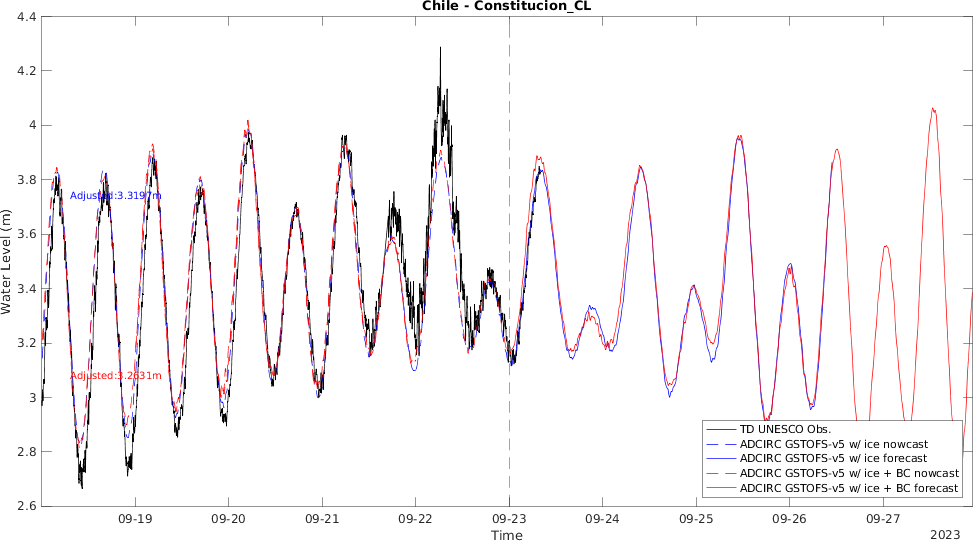 Chile - Constitucion_CL
4.4
4.2
4
3.8
3.6
3.4
3.2
3
2.8
2.6
Water Level (m)
Adjusted:3.3197m
Adjusted:3.2631m
TD UNESCO Obs.
ADCIRC GSTOFS-v5 w/ ice nowcast
ADCIRC GSTOFS-v5 w/ ice forecast
ADCIRC GSTOFS-v5 w/ ice + BC nowcast
ADCIRC GSTOFS-v5 w/ ice + BC forecast
09-19 09-20 09-21 09-22 09-23 09-24 09-25 09-26 09-27
Time
2023